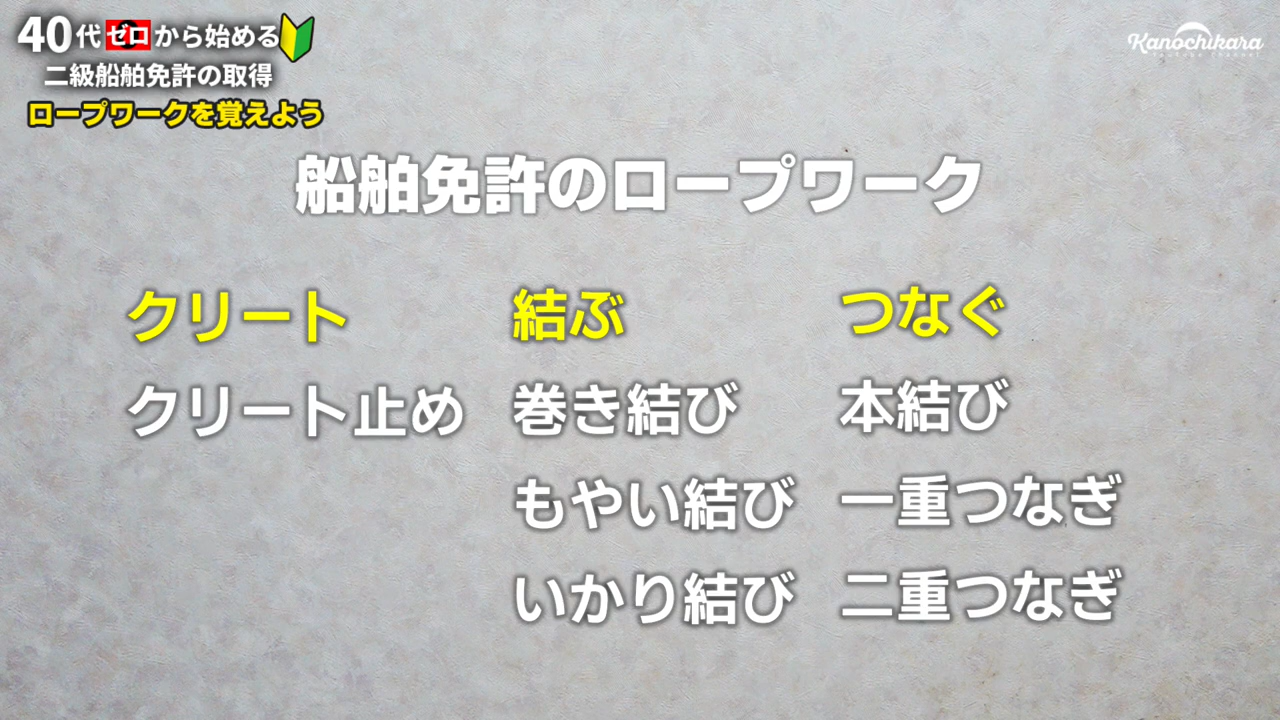 40代ゼロから始める
二級船舶免許の取得
ロープワークを覚えよう
Kanochikara
船舶免許のロープワーク
クリート 結ぶ つなぐ
クリート止め 巻き結び 本結び
もやい結び 一重つなぎ
いかり結び 二重つなぎ